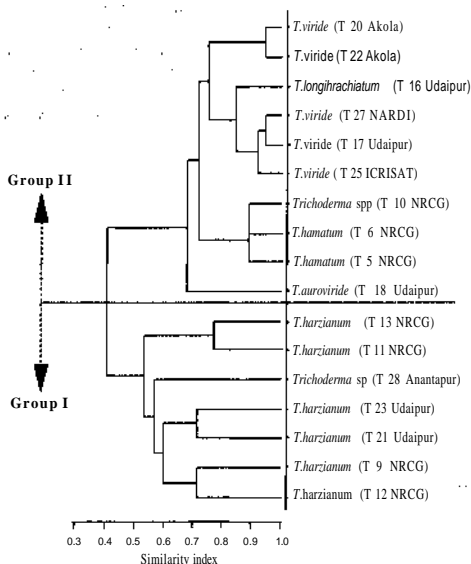 T.viride (T 20 Akola)
T.viride (T 22 Akola)
T.longihrachiatum (T 16 Udaipur)
T.viride (T 27 NARDI)
T.viride (T 17 Udaipur)
T.viride (T 25 ICRISAT)
Group II
Trichoderma spp (T 10 NRCG)
T.hamatum (T 6 NRCG)
T.hamatum (T 5 NRCG)
T.auroviride (T 18 Udaipur)
T.harzianum (T 13 NRCG)
T.harzianum (T 11 NRCG)
Trichoderma sp (T 28 Anantapur)
Group I
T.harzianum (T 23 Udaipur)
T.harzianum (T 21 Udaipur)
T.harzianum (T 9 NRCG)
T.harzianum (T 12 NRCG)
0.3 0.4 0.5 0.6 0.7 0.8 0.9 1.0
Similarity index